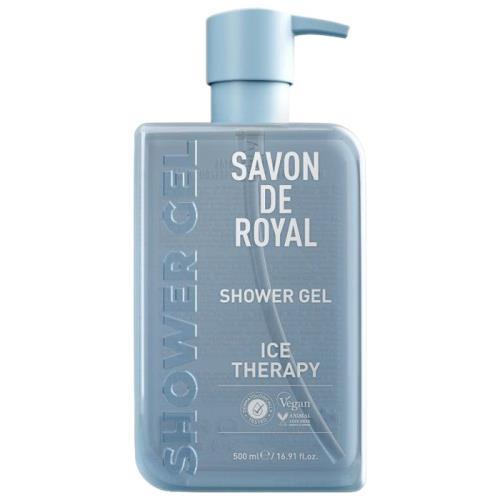 SHOWER GEL
SAVON
DE
ROYAL
SHOWER GEL
ICE
THERAPY
Vegan
500 ml ℮ / 16.91 fl.oz.